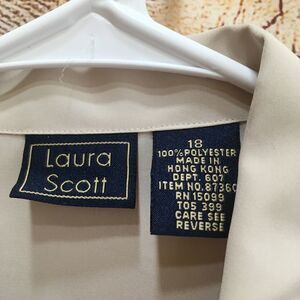 Laura
Scott
18
100% POLYESTER
MADE IN
HONG KONG
DEPT. 607
ITEM NO. 87360
RN 15099
TO5 399
CARE SEE
REVERSE